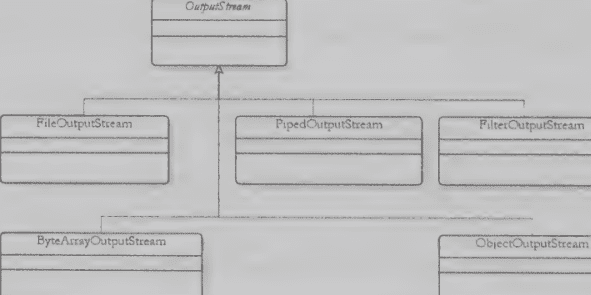 OutputStream
FileOutputStream
PipedOutputStream
FilterOutputStream
ByteArrayOutputStream
ObjectOutputStream